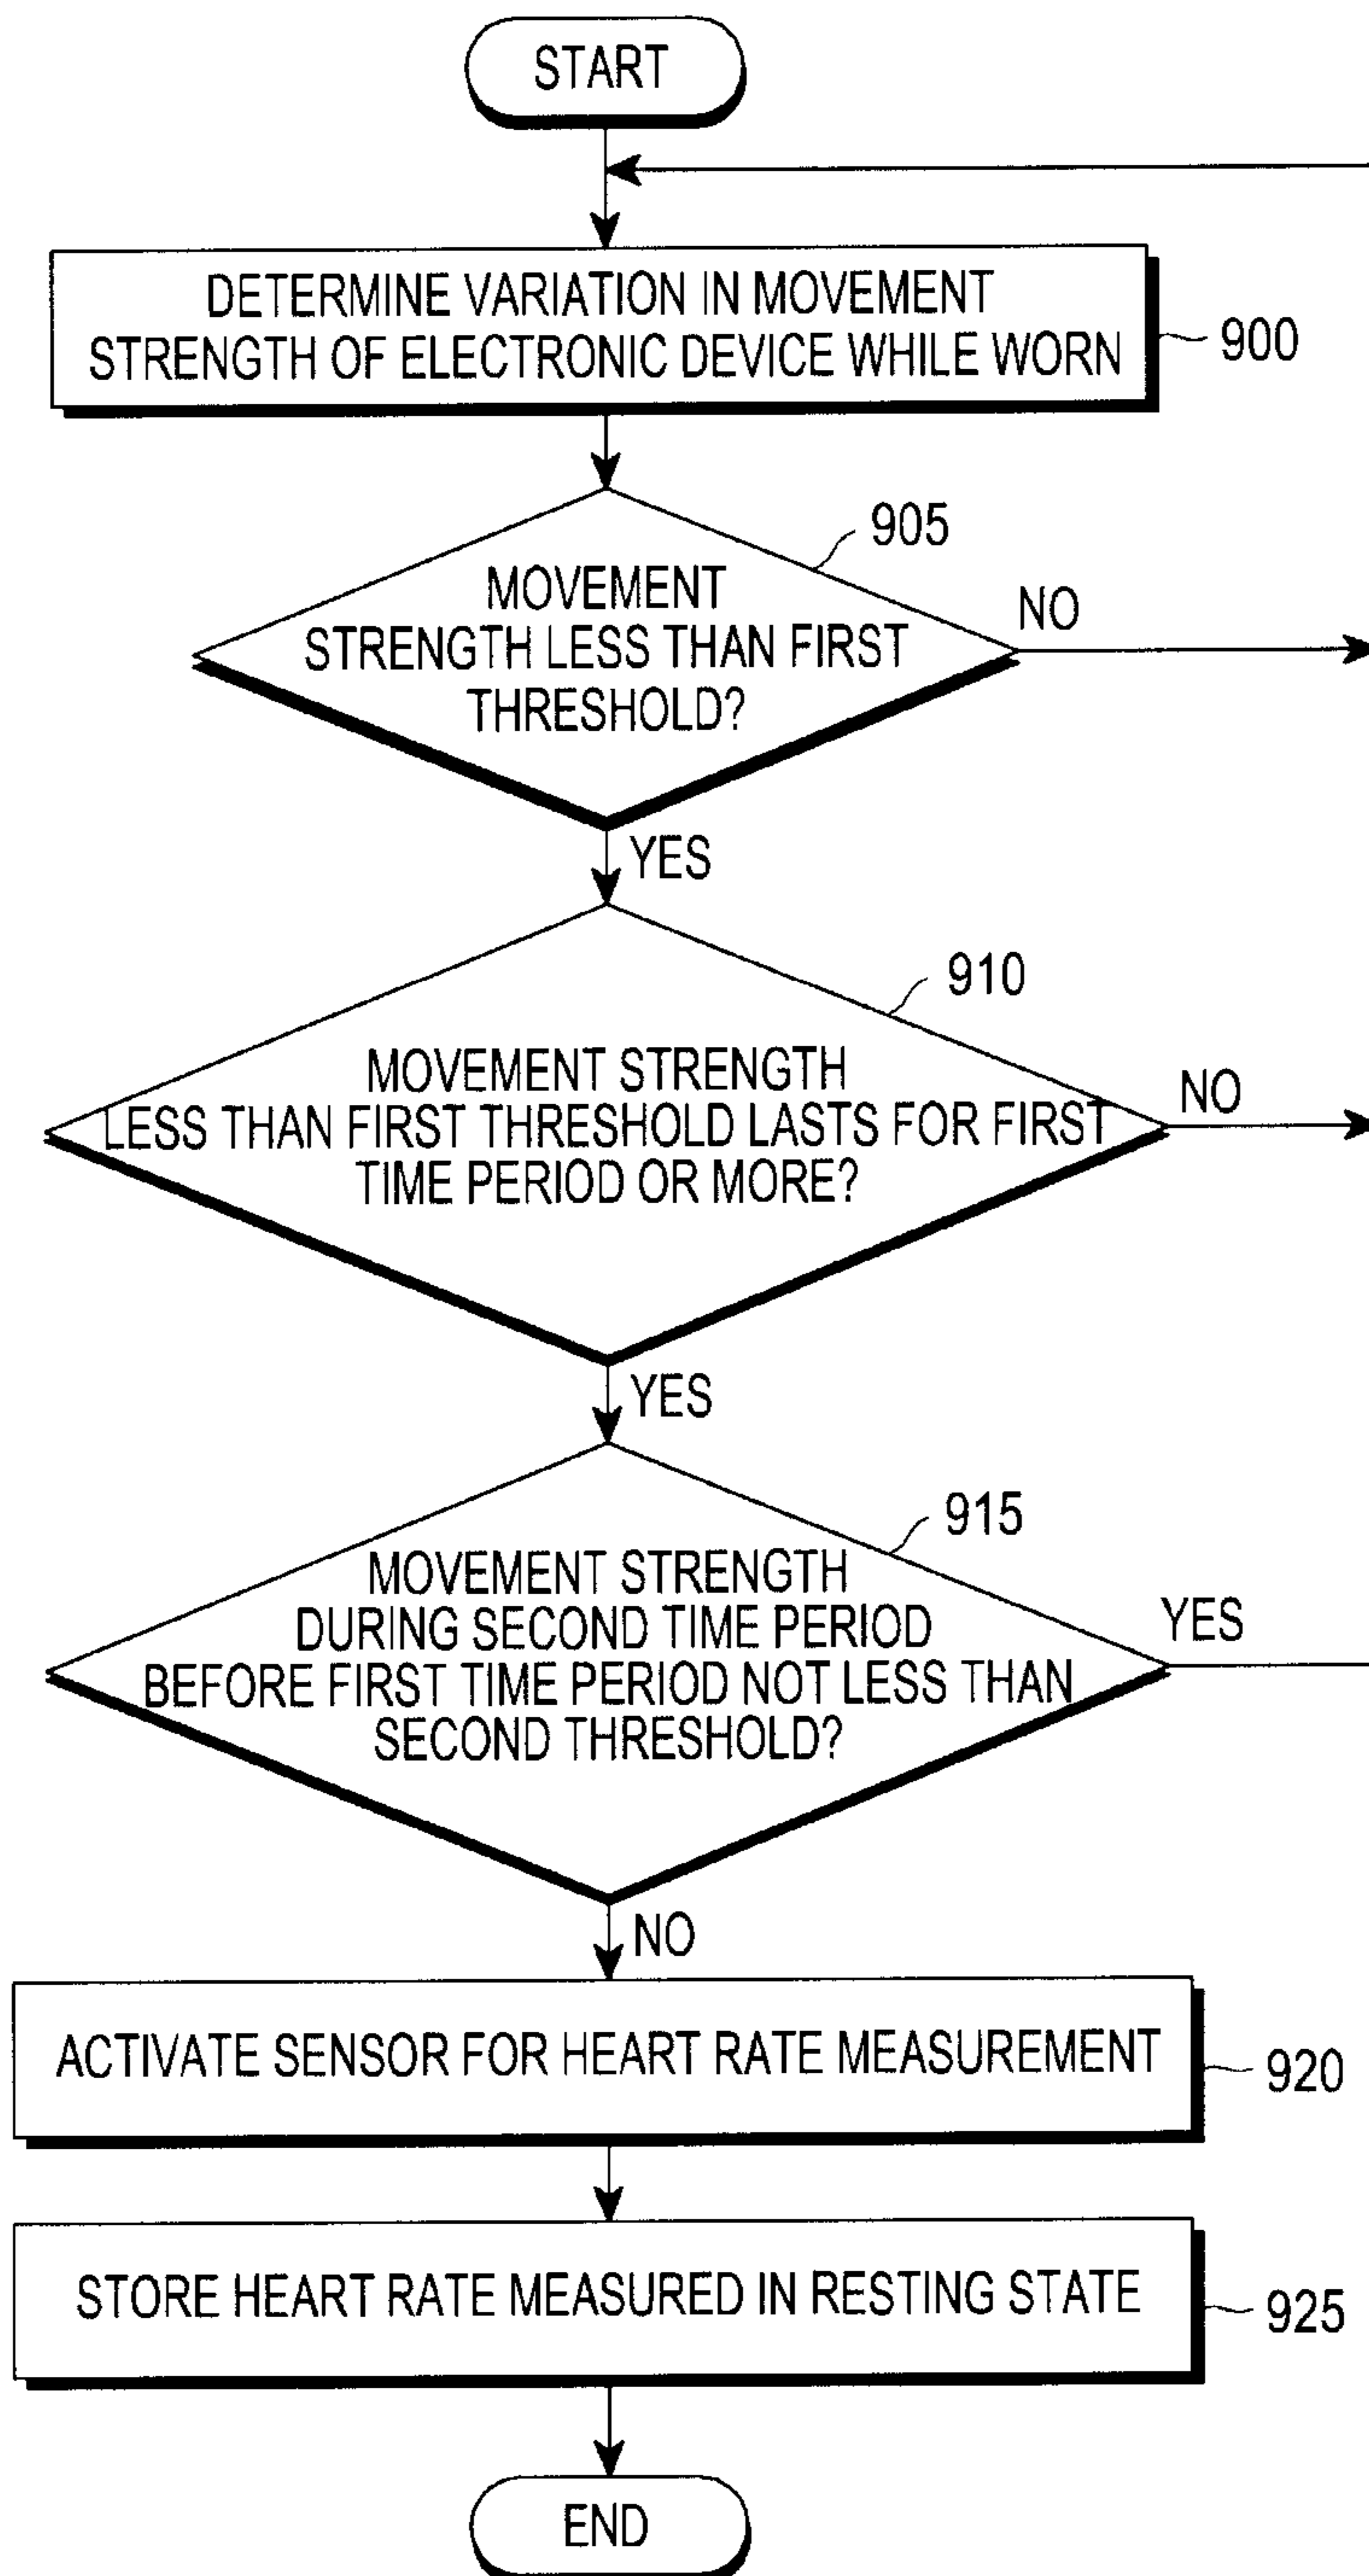 START
DETERMINE VARIATION IN MOVEMENT
STRENGTH OF ELECTRONIC DEVICE WHILE WORN
900
905
MOVEMENT
STRENGTH LESS THAN FIRST
THRESHOLD?
NO
YES
910
MOVEMENT STRENGTH
LESS THAN FIRST THRESHOLD LASTS FOR FIRST
TIME PERIOD OR MORE?
NO
YES
915
MOVEMENT STRENGTH
DURING SECOND TIME PERIOD
BEFORE FIRST TIME PERIOD NOT LESS THAN
SECOND THRESHOLD?
YES
NO
ACTIVATE SENSOR FOR HEART RATE MEASUREMENT
920
STORE HEART RATE MEASURED IN RESTING STATE
925
END